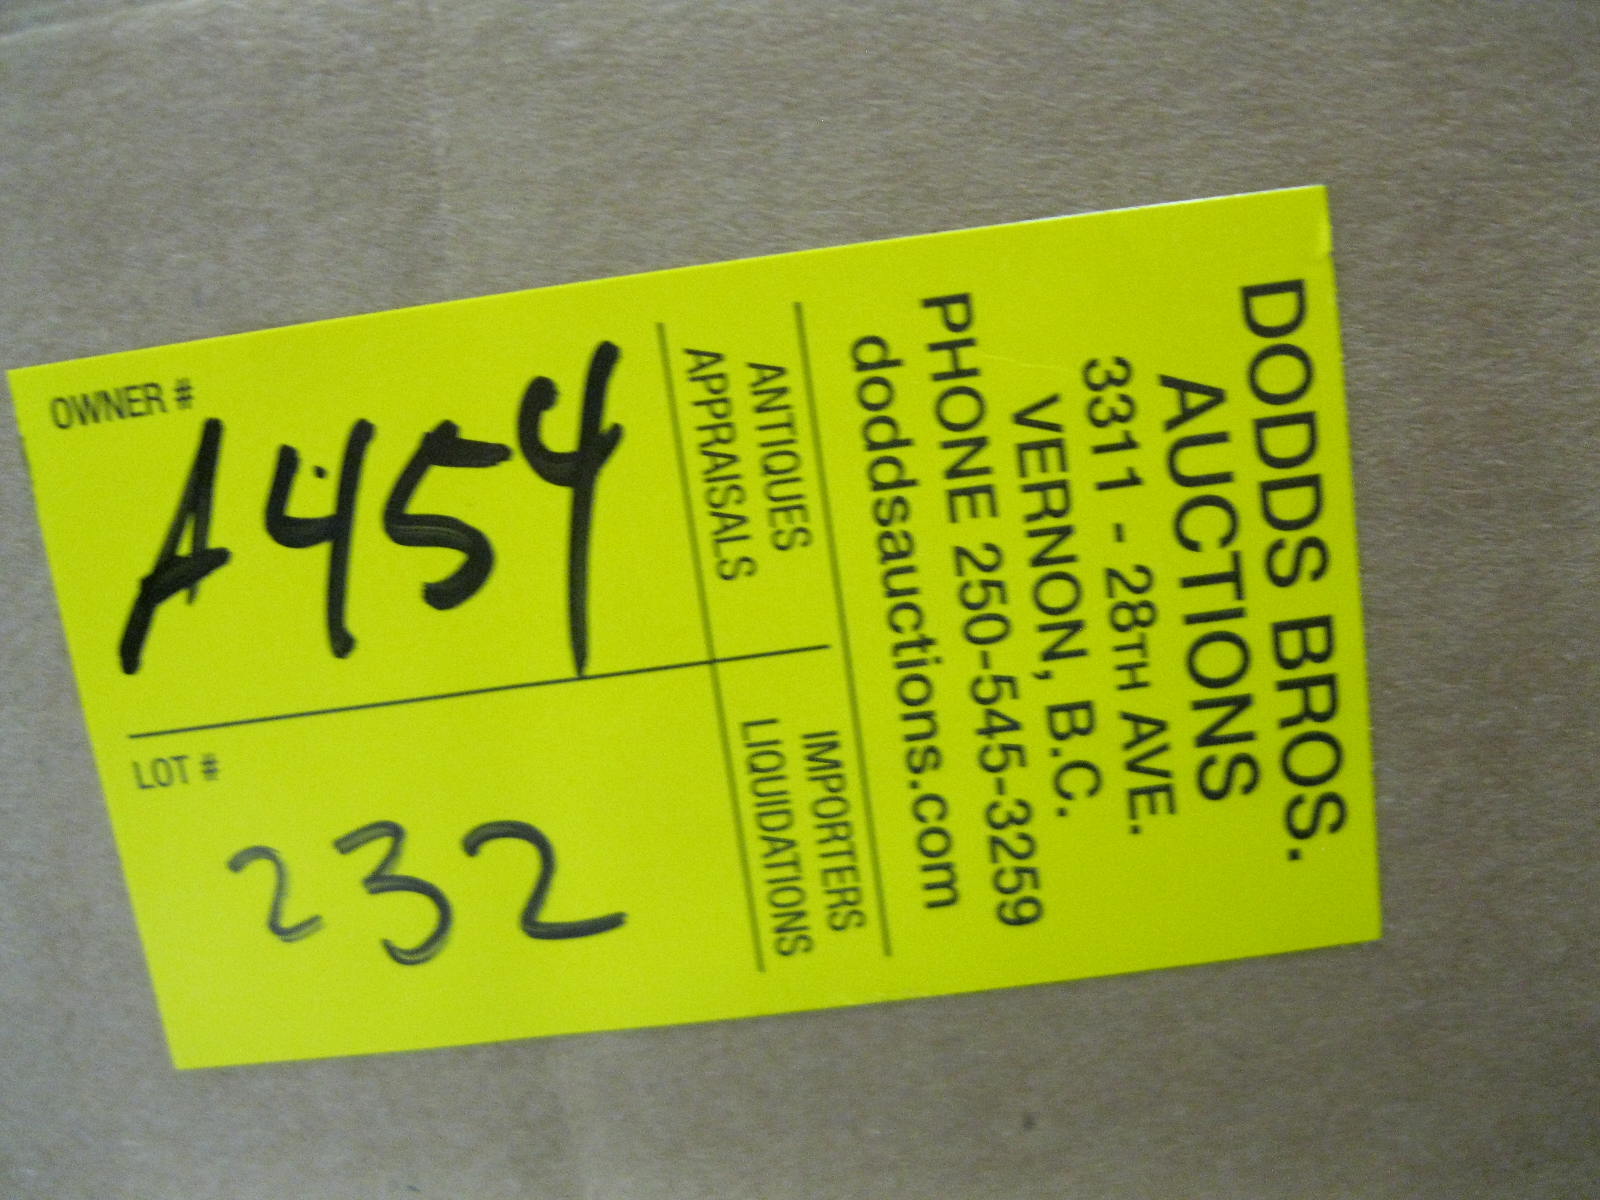 DODDS BROS.
AUCTIONS
3311 - 28TH AVE.
VERNON, B.C.
PHONE 250-545-3259
doddsauctions.com
ANTIQUES
APPRAISALS
IMPORTERS
LIQUIDATIONS
OWNER #
A454
LOT #
232